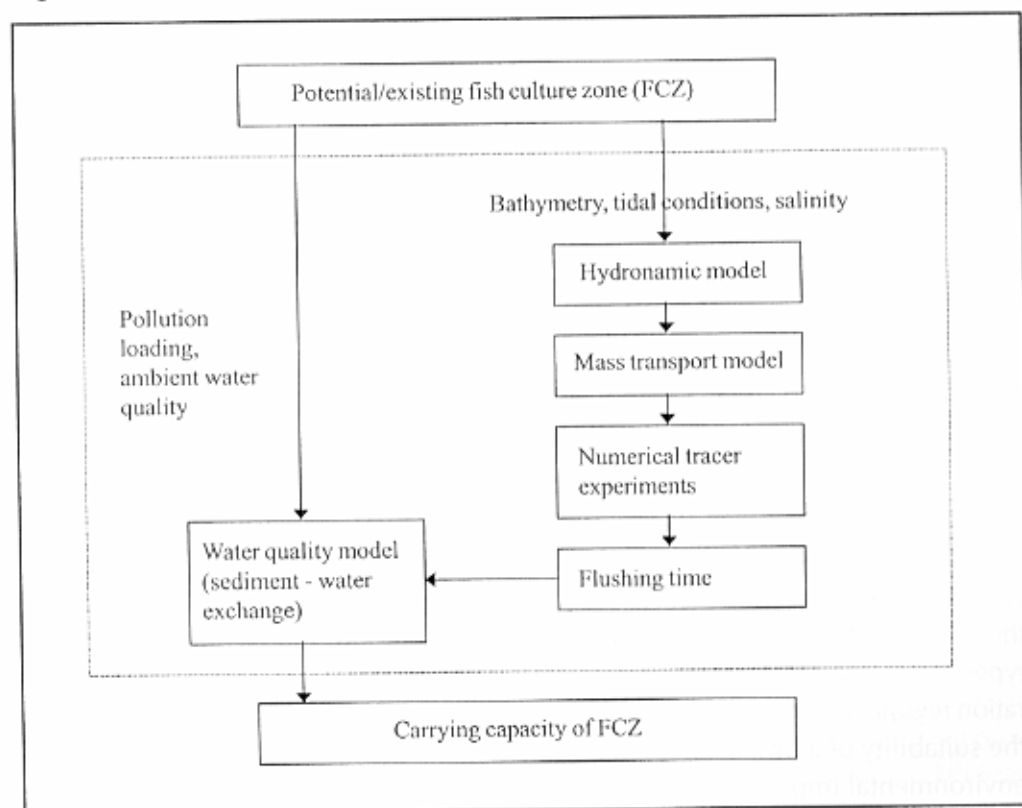 Potential/existing fish culture zone (FCZ)
Bathymetry, tidal conditions, salinity
Hydronamic model
Pollution
loading,
ambient water
quality
Mass transport model
Numerical tracer
experiments
Water quality model
(sediment - water
exchange)
Flushing time
Carrying capacity of FCZ